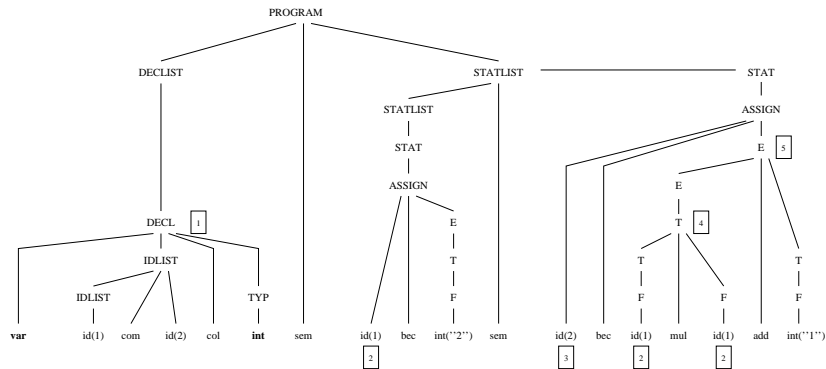 PROGRAM
DECLIST STATLIST STAT
STATLIST ASSIGN
STAT E 5
ASSIGN E
DECL 1 E T 4
IDLIST T T T
IDLIST TYP F F F F
var id(1) com id(2) col int sem id(1) bec int(''2'') sem id(2) bec id(1) mul id(1) add int(''1'')
2 3 2 2